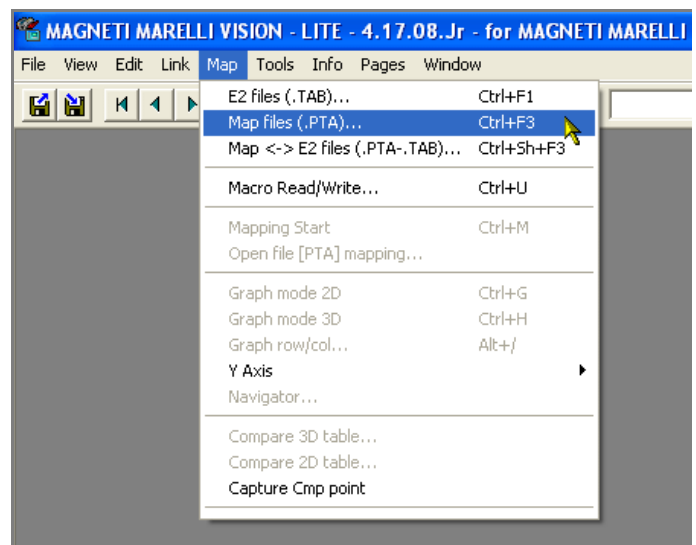 MAGNETI MARELLI VISION - LITE - 4.17.08.Jr - for MAGNETI MARELLI
File View Edit Link Map Tools Info Pages Window
E2 files (.TAB)... Ctrl+F1
Map files (.PTA)... Ctrl+F3
Map <-> E2 files (.PTA-.TAB)... Ctrl+Sh+F3
Macro Read/Write... Ctrl+U
Mapping Start Ctrl+M
Open file [PTA] mapping...
Graph mode 2D Ctrl+G
Graph mode 3D Ctrl+H
Graph row/col... Alt+/
Y Axis
Navigator...
Compare 3D table...
Compare 2D table...
Capture Cmp point